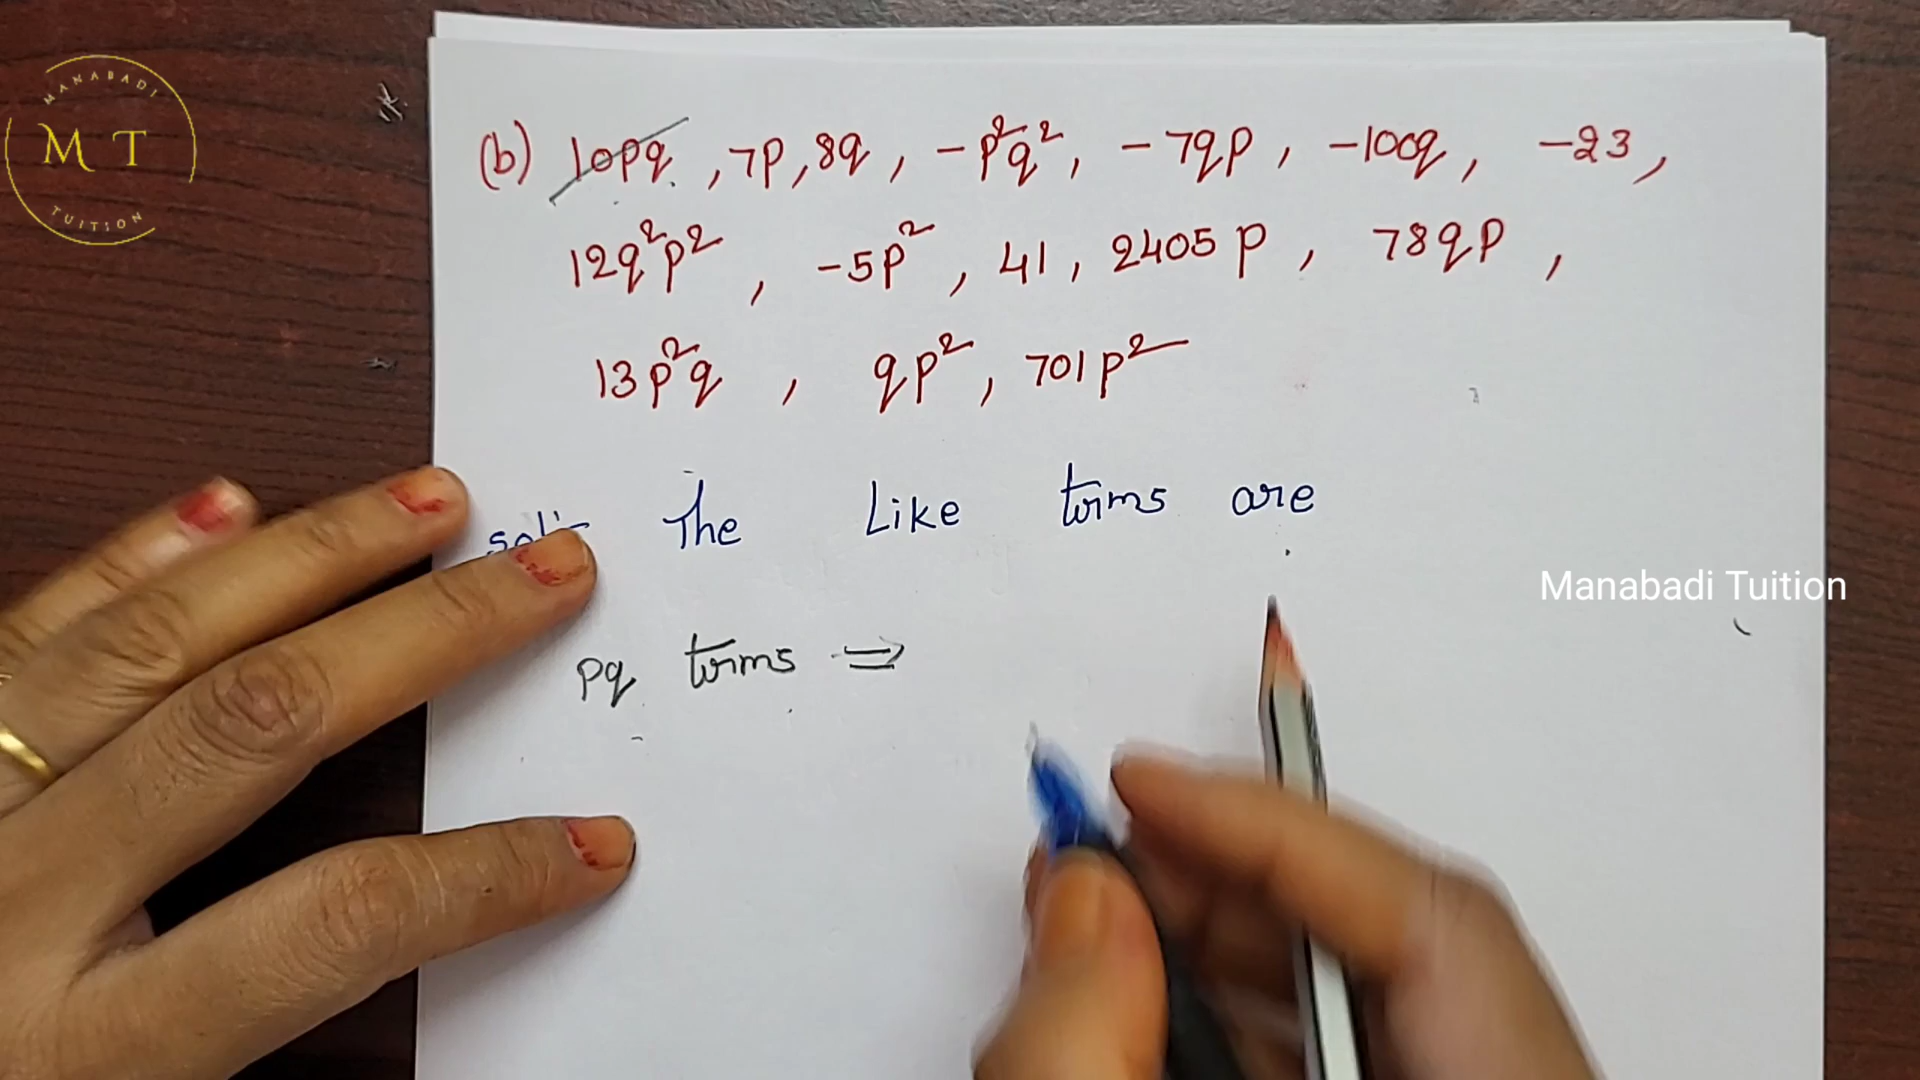 MANABADI
MT
TUITION
(b) 10pq, 7p, 8q, -p²q², -7qp, -100q, -23,
12q²p², -5p², 41, 2405p, 78qp,
13p²q, qp², 701p²
The Like terms are
Manabadi Tuition
pq terms ⇒